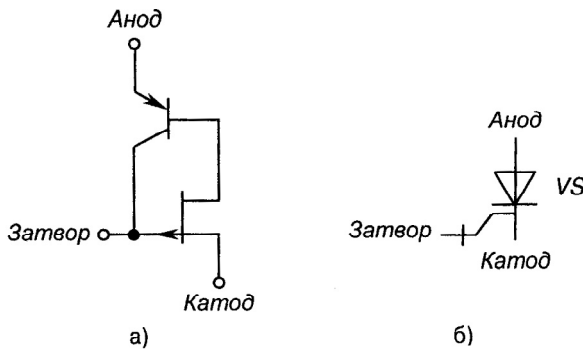 Анод
Затвор
Катод
а)
Анод
VS
Затвор
Катод
б)